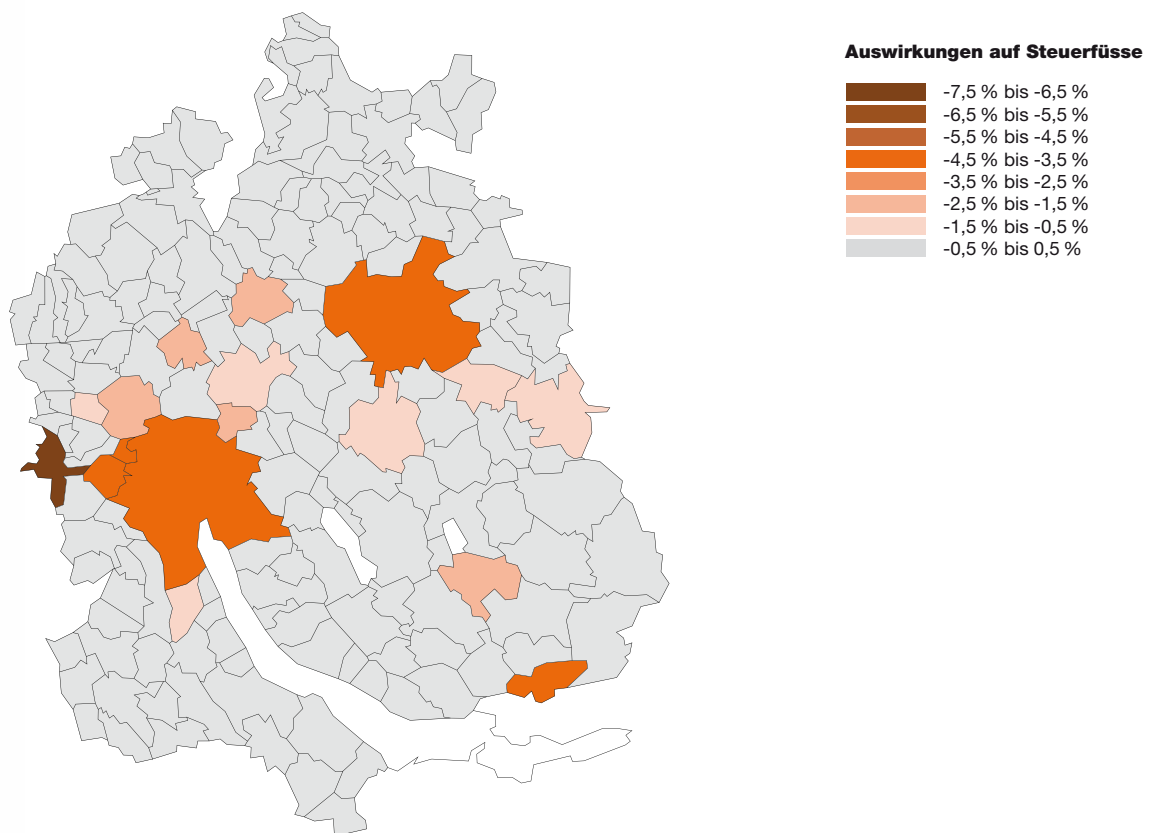 Auswirkungen auf Steuerfüsse
-7,5 % bis -6,5 %
-6,5 % bis -5,5 %
-5,5 % bis -4,5 %
-4,5 % bis -3,5 %
-3,5 % bis -2,5 %
-2,5 % bis -1,5 %
-1,5 % bis -0,5 %
-0,5 % bis 0,5 %